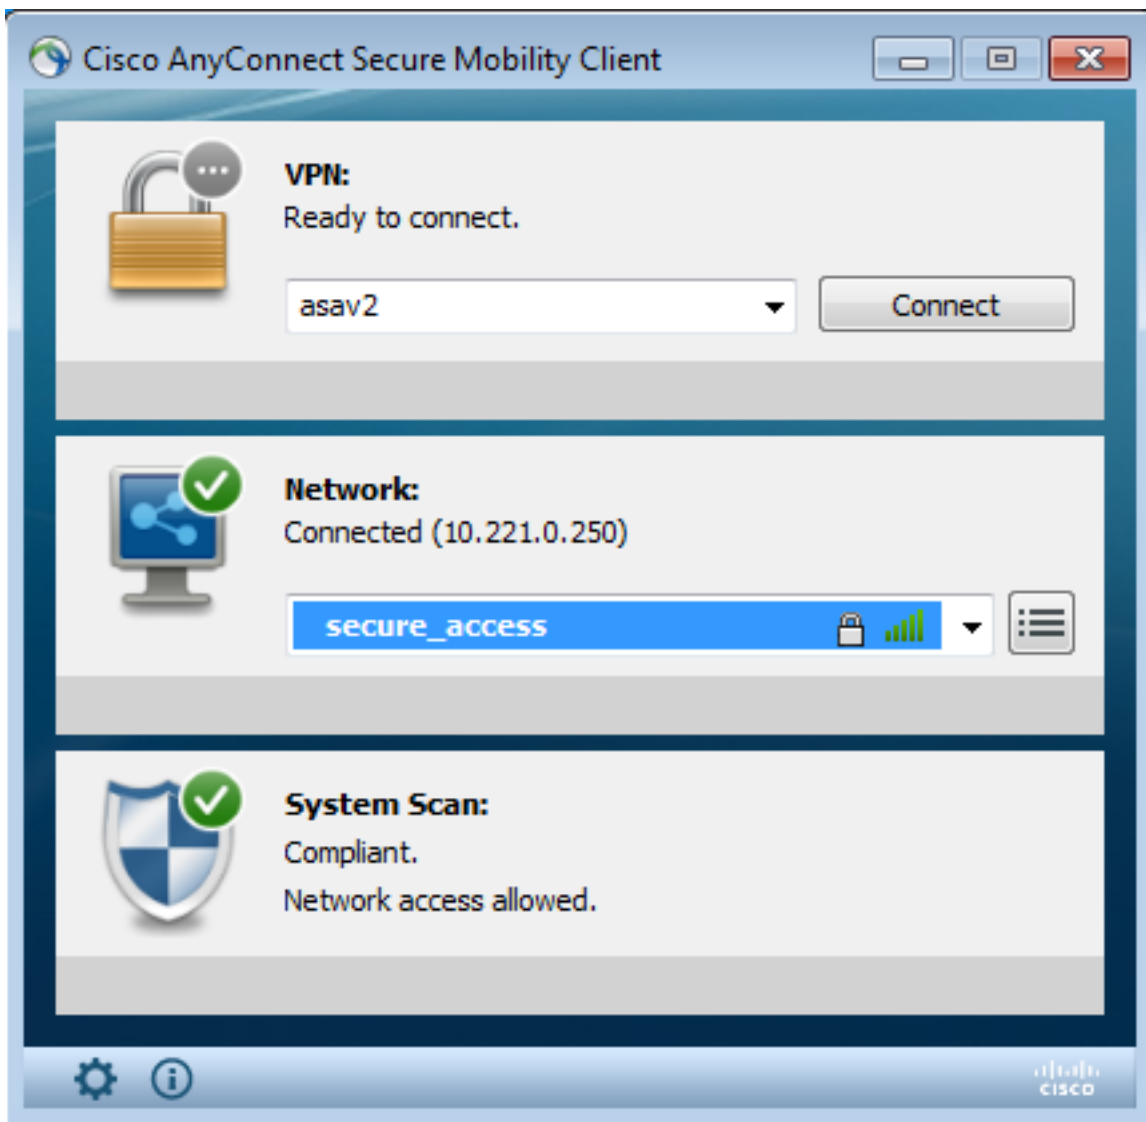 Cisco AnyConnect Secure Mobility Client
VPN:
Ready to connect.
asav2
Connect
Network:
Connected (10.221.0.250)
secure_access
System Scan:
Compliant.
Network access allowed.
CISCO